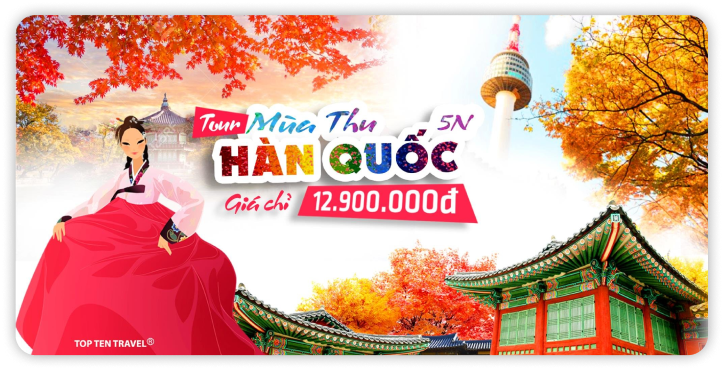 Tour Mùa Thu 5N
HÀN QUỐC
Giá chỉ 12.900.000đ
TOP TEN TRAVEL®